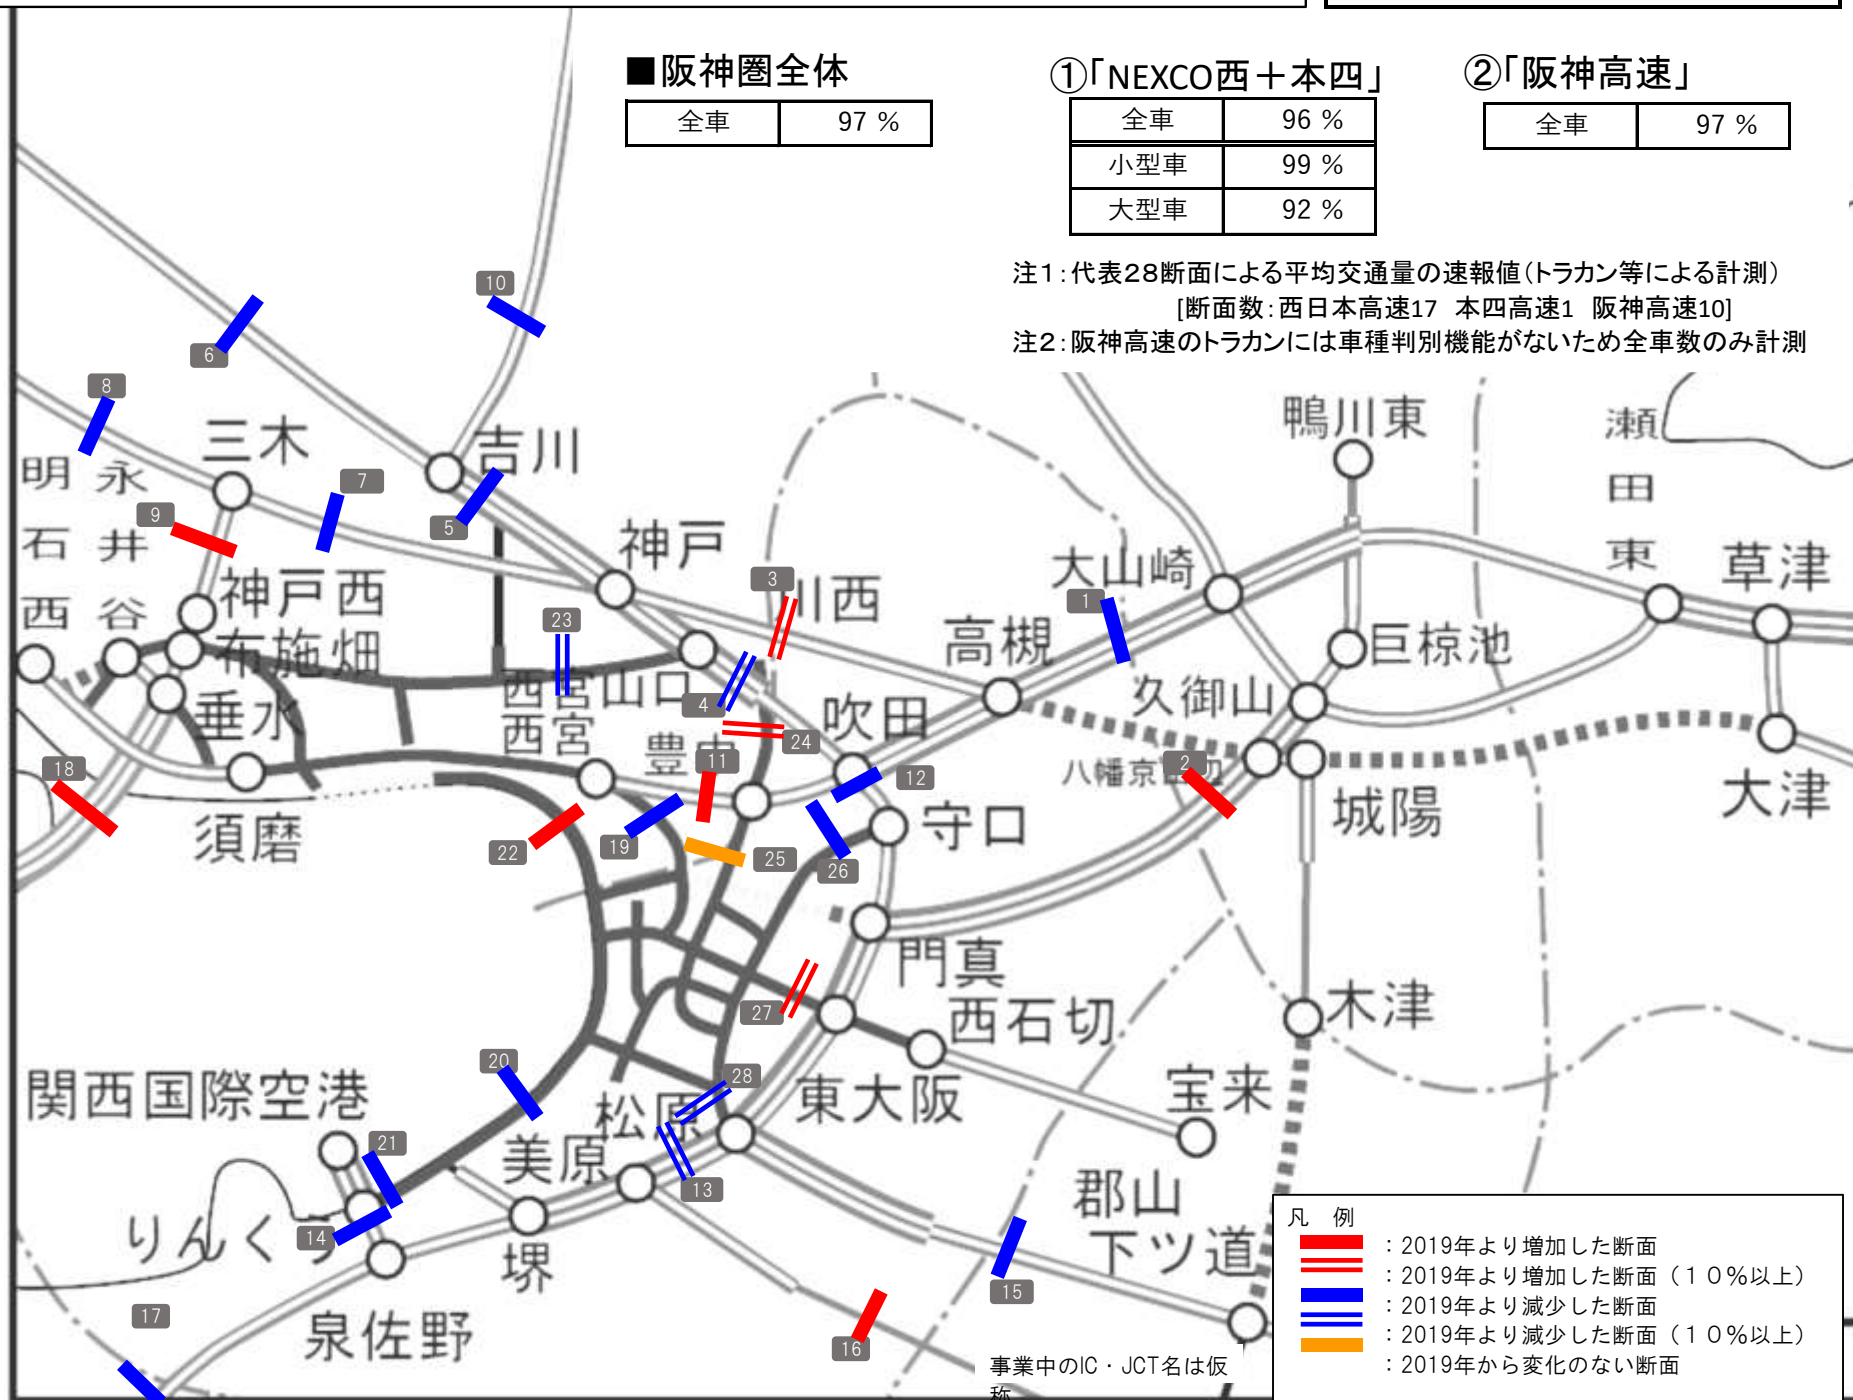 ■阪神圏全体
全車 97 %
①「NEXCO西＋本四」
全車 96 %
小型車 99 %
大型車 92 %
②「阪神高速」
全車 97 %
注１：代表２８断面による平均交通量の速報値（トラカン等による計測）
[断面数：西日本高速17　本四高速1　阪神高速10]
注２：阪神高速のトラカンには車種判別機能がないため全車数のみ計測
10
6
8
三木
吉川
鴨川東
瀬田東
明石西
永井谷
7
9
5
神戸
3
川西
大山崎
1
草津
神戸西
布施畑
23
高槻
巨椋池
西宮山口
西宮
4
久御山
垂水
吹田
24
豊中
11
18
12
八幡京田辺
2
城陽
大津
須磨
22
19
25
26
守口
門真
27
西石切
木津
20
28
関西国際空港
松原
東大阪
宝来
21
美原
13
郡山
下ツ道
りんくう
14
堺
15
17
泉佐野
16
事業中のIC・JCT名は仮
称
凡　例
：2019年より増加した断面
：2019年より増加した断面（１０％以上）
：2019年より減少した断面
：2019年より減少した断面（１０％以上）
：2019年から変化のない断面